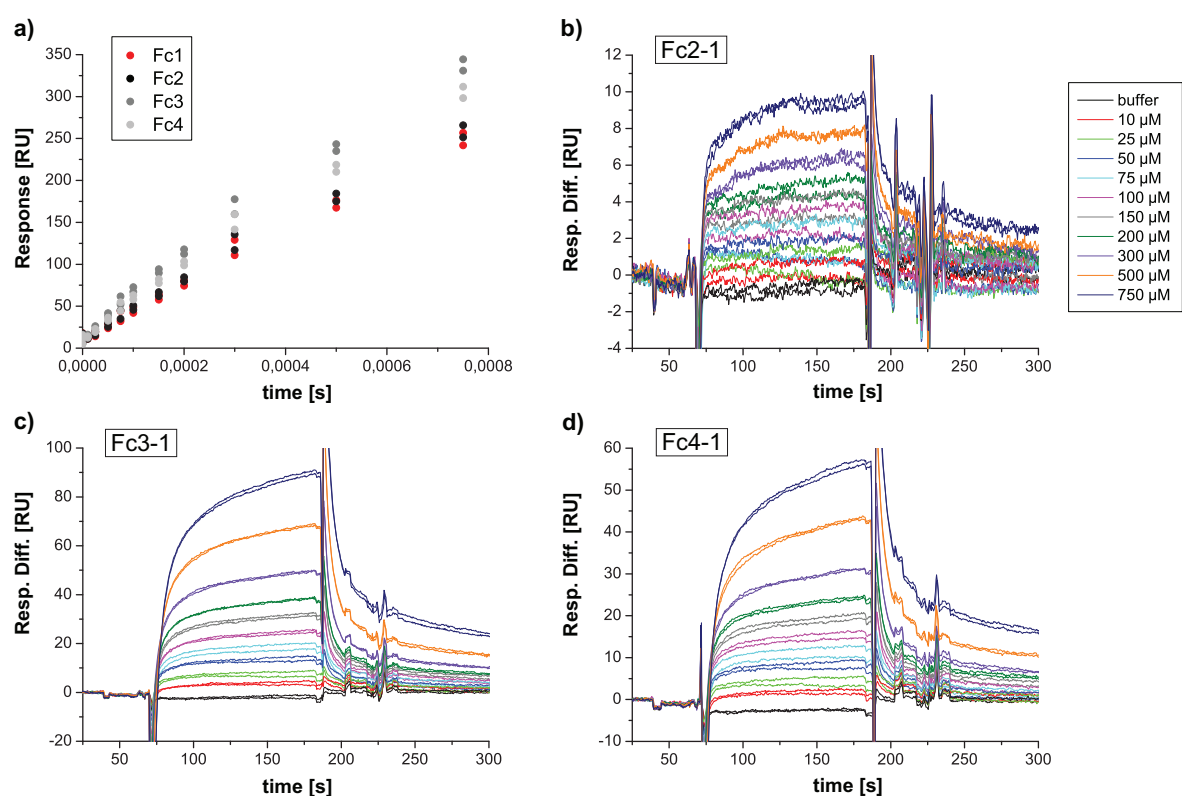 a)
Fc1
Fc2
Fc3
Fc4
350
300
250
200
150
100
50
0
Response [RU]
0,0000 0,0002 0,0004 0,0006 0,0008
time [s]
b)
Fc2-1
12
10
8
6
4
2
0
-2
-4
Resp. Diff. [RU]
50 100 150 200 250 300
time [s]
buffer
10 µM
25 µM
50 µM
75 µM
100 µM
150 µM
200 µM
300 µM
500 µM
750 µM
c)
Fc3-1
100
80
60
40
20
0
-20
Resp. Diff. [RU]
50 100 150 200 250 300
time [s]
d)
Fc4-1
60
50
40
30
20
10
0
-10
Resp. Diff. [RU]
50 100 150 200 250 300
time [s]